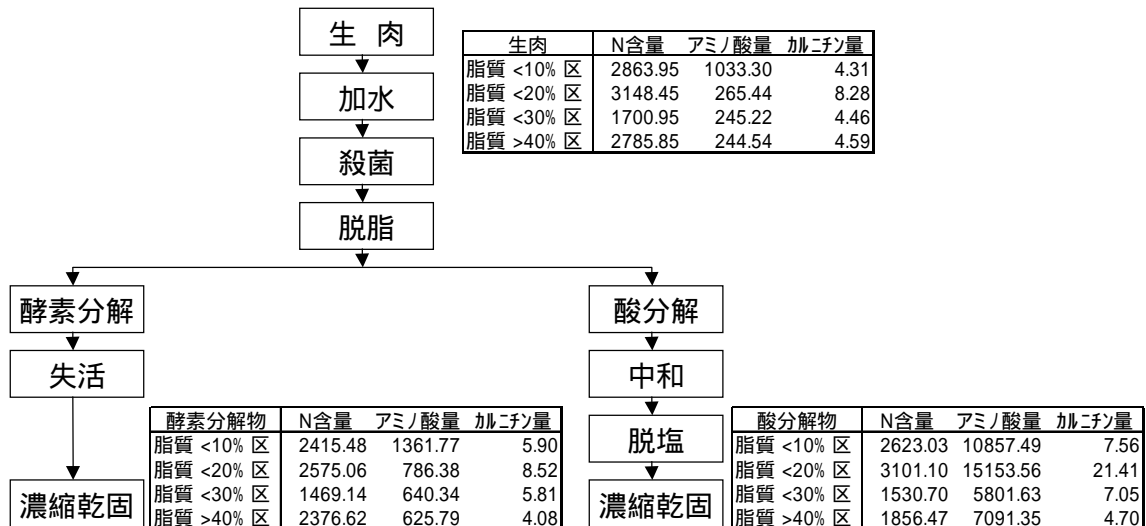 生 肉
加水
殺菌
脱脂
生肉 N含量 アミノ酸量 ｶﾙﾆﾁﾝ量
脂質 <10% 区 2863.95 1033.30 4.31
脂質 <20% 区 3148.45 265.44 8.28
脂質 <30% 区 1700.95 245.22 4.46
脂質 >40% 区 2785.85 244.54 4.59
酵素分解
失活
濃縮乾固
酵素分解物 N含量 アミノ酸量 ｶﾙﾆﾁﾝ量
脂質 <10% 区 2415.48 1361.77 5.90
脂質 <20% 区 2575.06 786.38 8.52
脂質 <30% 区 1469.14 640.34 5.81
脂質 >40% 区 2376.62 625.79 4.08
酸分解
中和
脱塩
濃縮乾固
酸分解物 N含量 アミノ酸量 ｶﾙﾆﾁﾝ量
脂質 <10% 区 2623.03 10857.49 7.56
脂質 <20% 区 3101.10 15153.56 21.41
脂質 <30% 区 1530.70 5801.63 7.05
脂質 >40% 区 1856.47 7091.35 4.70